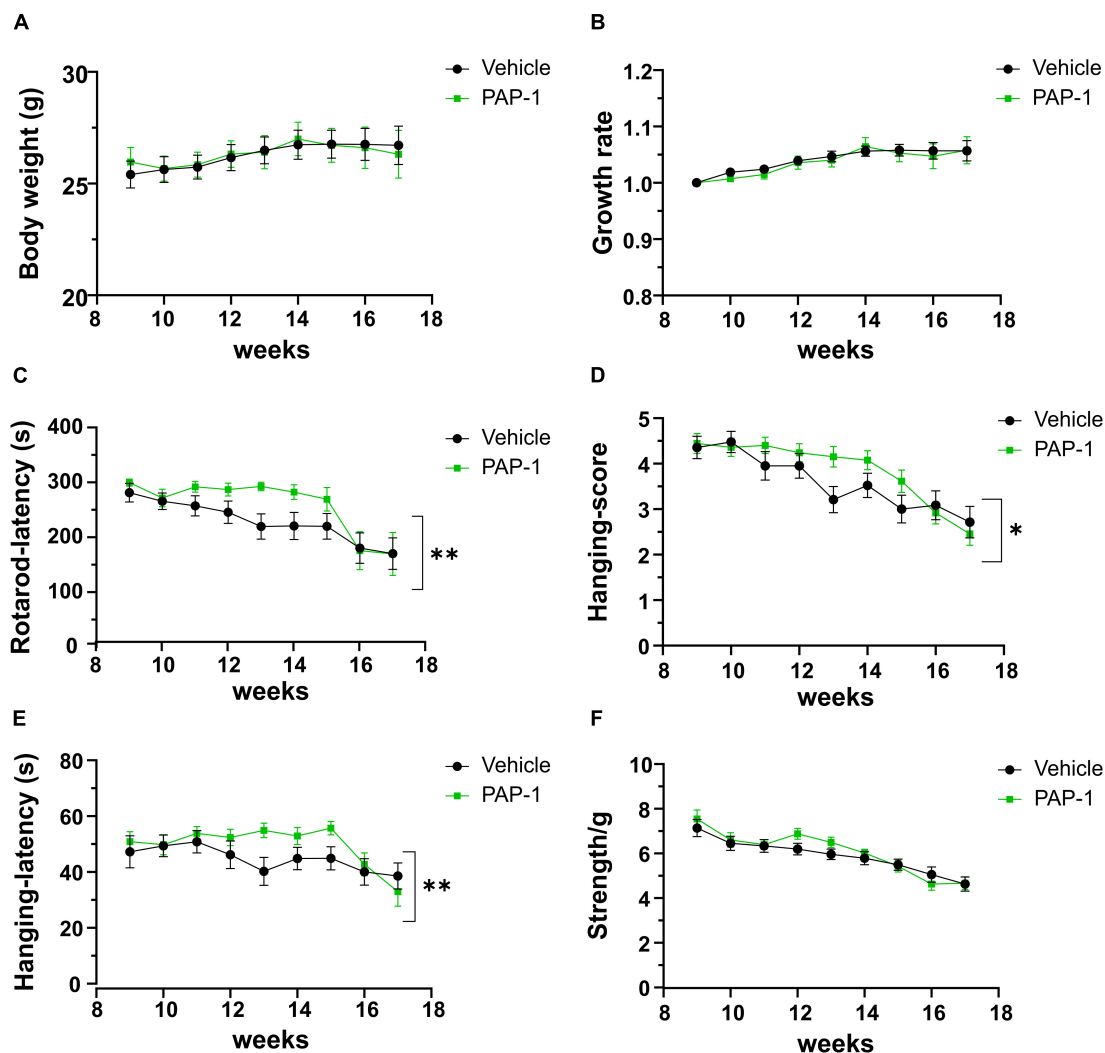 A
Body weight (g)
30
25
20
8 10 12 14 16 18
weeks
Vehicle
PAP-1
B
Growth rate
1.2
1.1
1.0
0.9
0.8
8 10 12 14 16 18
weeks
Vehicle
PAP-1
C
Rotarod-latency (s)
400
300
200
100
0
8 10 12 14 16 18
weeks
Vehicle
PAP-1
**
D
Hanging-score
5
4
3
2
1
0
8 10 12 14 16 18
weeks
Vehicle
PAP-1
*
E
Hanging-latency (s)
80
60
40
20
0
8 10 12 14 16 18
weeks
Vehicle
PAP-1
**
F
Strength/g
10
8
6
4
2
0
8 10 12 14 16 18
weeks
Vehicle
PAP-1